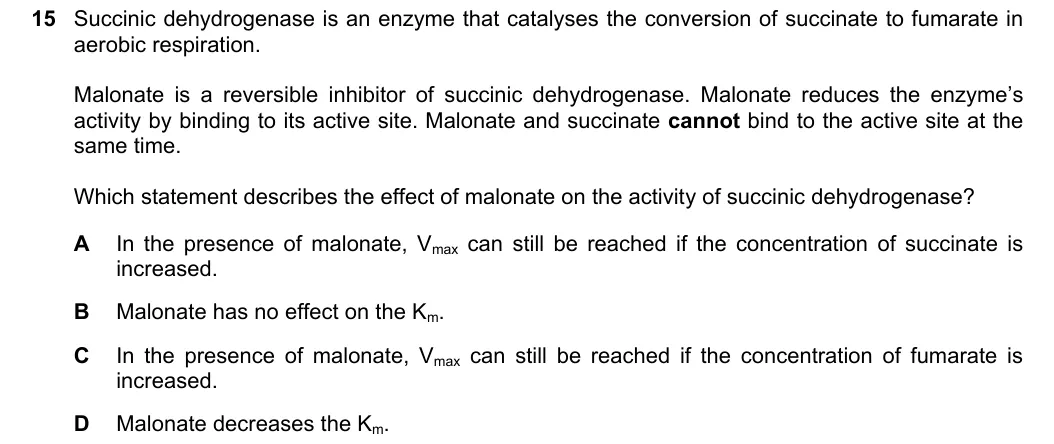 15 Succinic dehydrogenase is an enzyme that catalyses the conversion of succinate to fumarate in
aerobic respiration.
Malonate is a reversible inhibitor of succinic dehydrogenase. Malonate reduces the enzyme's
activity by binding to its active site. Malonate and succinate cannot bind to the active site at the
same time.
Which statement describes the effect of malonate on the activity of succinic dehydrogenase?
A In the presence of malonate, Vmax can still be reached if the concentration of succinate is
increased.
B Malonate has no effect on the Km.
C In the presence of malonate, Vmax can still be reached if the concentration of fumarate is
increased.
D Malonate decreases the Km.